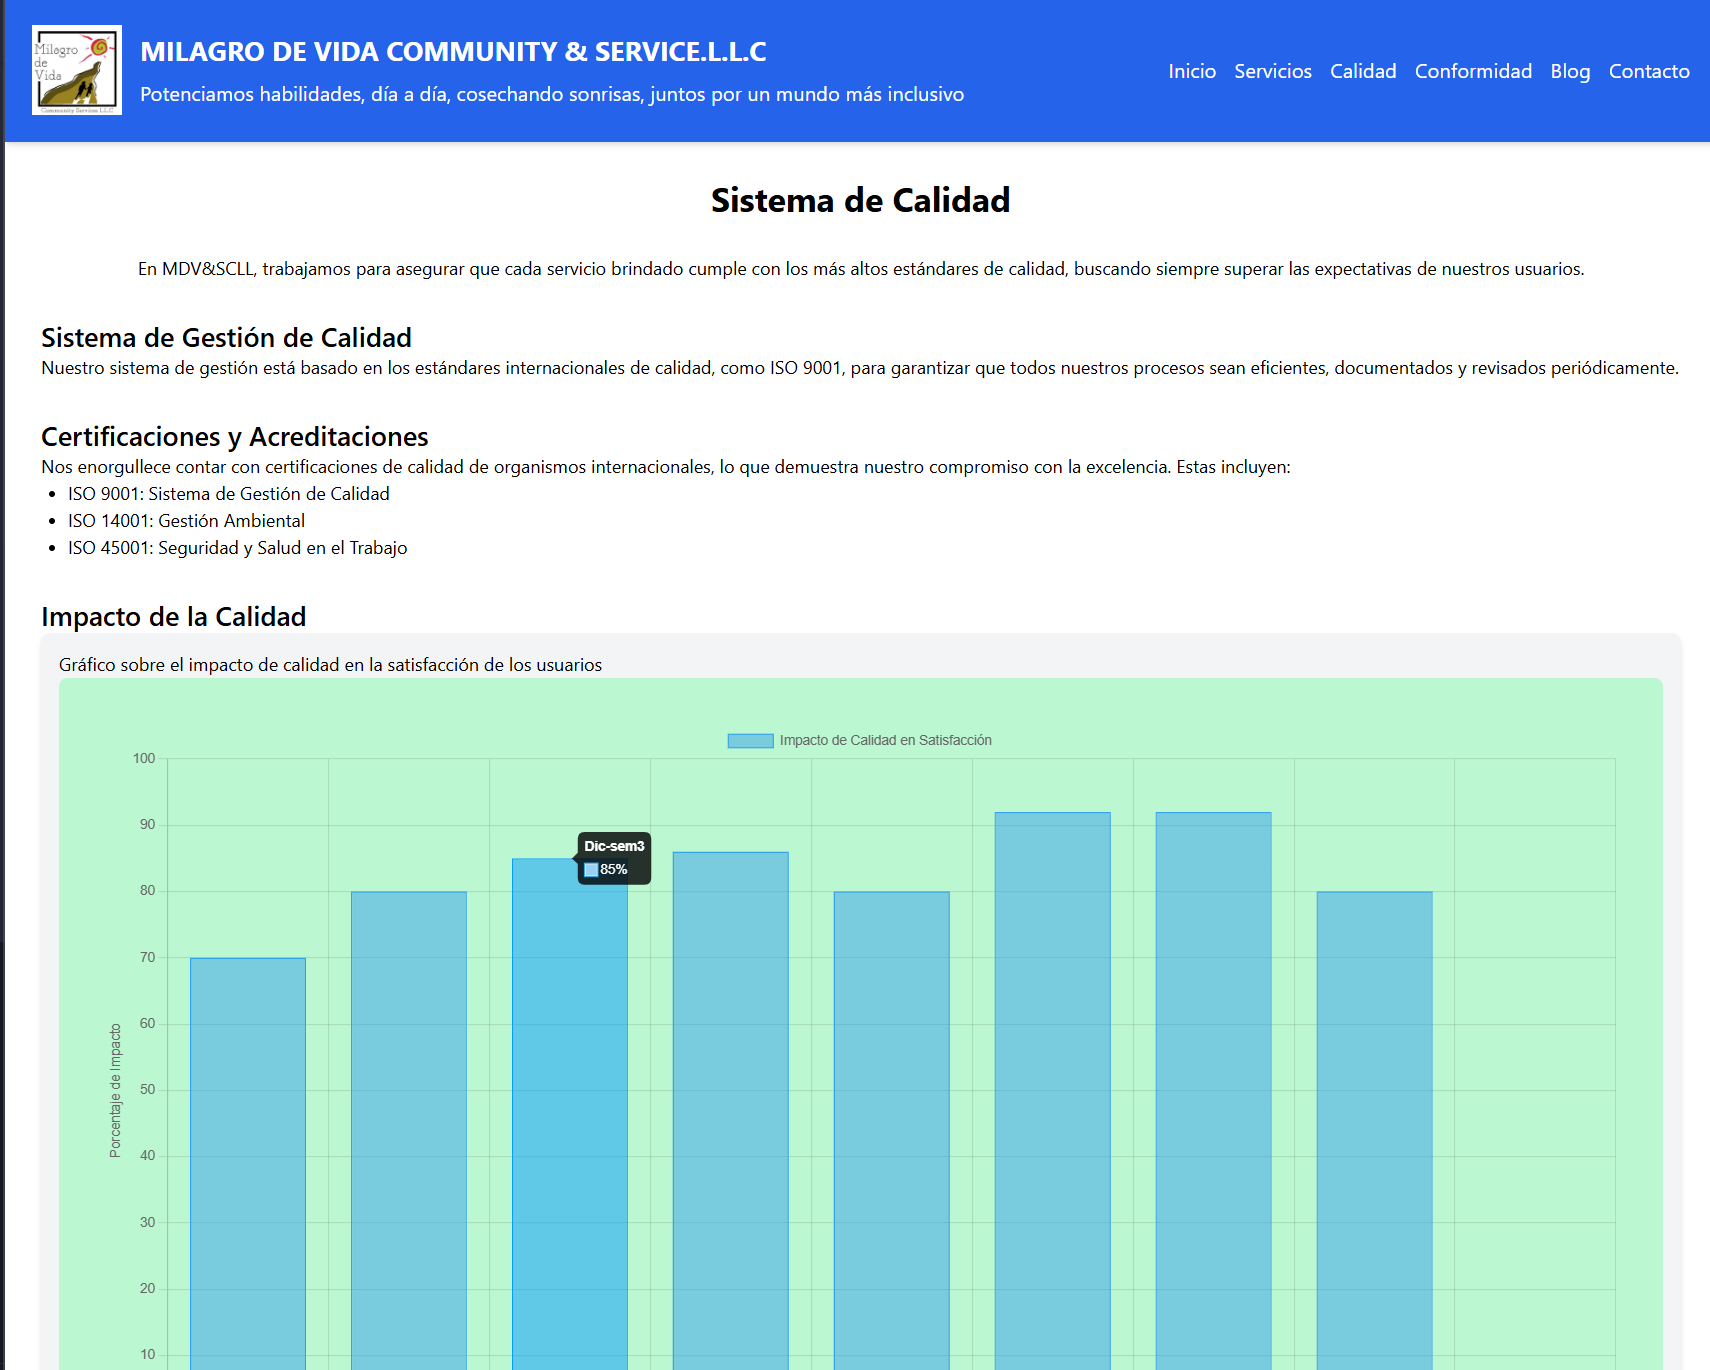 Milagro
de
Vida
Community Services L.L.C
MILAGRO DE VIDA COMMUNITY & SERVICE.L.L.C
Potenciamos habilidades, día a día, cosechando sonrisas, juntos por un mundo más inclusivo
Inicio Servicios Calidad Conformidad Blog Contacto
Sistema de Calidad
En MDV&SCLL, trabajamos para asegurar que cada servicio brindado cumple con los más altos estándares de calidad, buscando siempre superar las expectativas de nuestros usuarios.
Sistema de Gestión de Calidad
Nuestro sistema de gestión está basado en los estándares internacionales de calidad, como ISO 9001, para garantizar que todos nuestros procesos sean eficientes, documentados y revisados periódicamente.
Certificaciones y Acreditaciones
Nos enorgullece contar con certificaciones de calidad de organismos internacionales, lo que demuestra nuestro compromiso con la excelencia. Estas incluyen:
• ISO 9001: Sistema de Gestión de Calidad
• ISO 14001: Gestión Ambiental
• ISO 45001: Seguridad y Salud en el Trabajo
Impacto de la Calidad
Gráfico sobre el impacto de calidad en la satisfacción de los usuarios
Impacto de Calidad en Satisfacción
100
90
Dic-sem3
85%
80
70
60
Porcentaje de Impacto
50
40
30
20
10